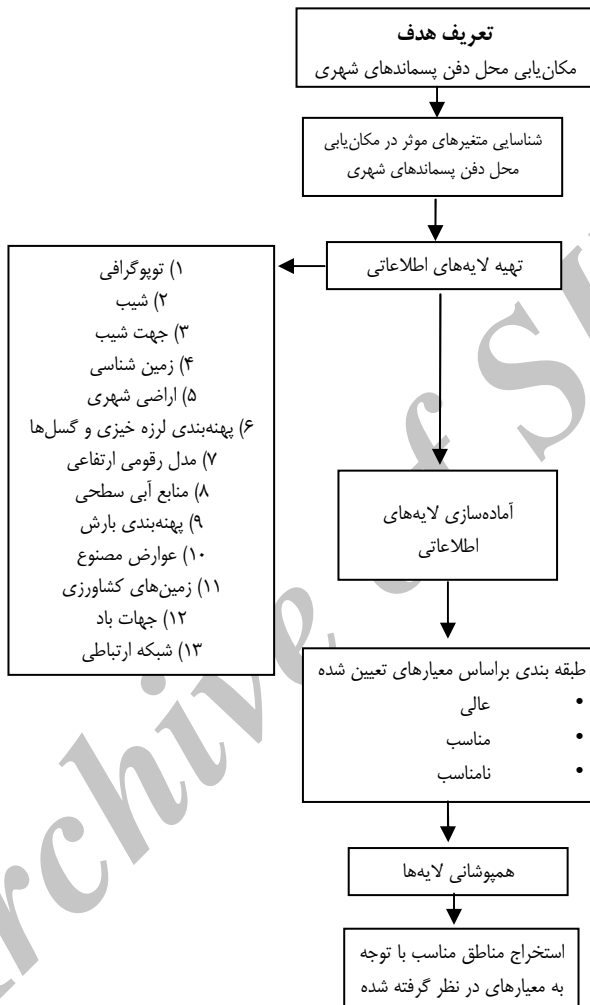 تعریف هدف
مکان‌یابی محل دفن پسماندهای شهری
شناسایی متغیرهای موثر در مکان‌یابی
محل دفن پسماندهای شهری
تهیه لایه‌های اطلاعاتی
۱) توپوگرافی
۲) شیب
۳) جهت شیب
۴) زمین شناسی
۵) اراضی شهری
۶) پهنه‌بندی لرزه خیزی و گسل‌ها
۷) مدل رقومی ارتفاعی
۸) منابع آبی سطحی
۹) پهنه‌بندی بارش
۱۰) عوارض مصنوع
۱۱) زمین‌های کشاورزی
۱۲) جهات باد
۱۳) شبکه ارتباطی
آماده‌سازی لایه‌های
اطلاعاتی
طبقه بندی براساس معیارهای تعیین شده
• عالی
• مناسب
• نامناسب
همپوشانی لایه‌ها
استخراج مناطق مناسب با توجه
به معیارهای در نظر گرفته شده
rchive of S